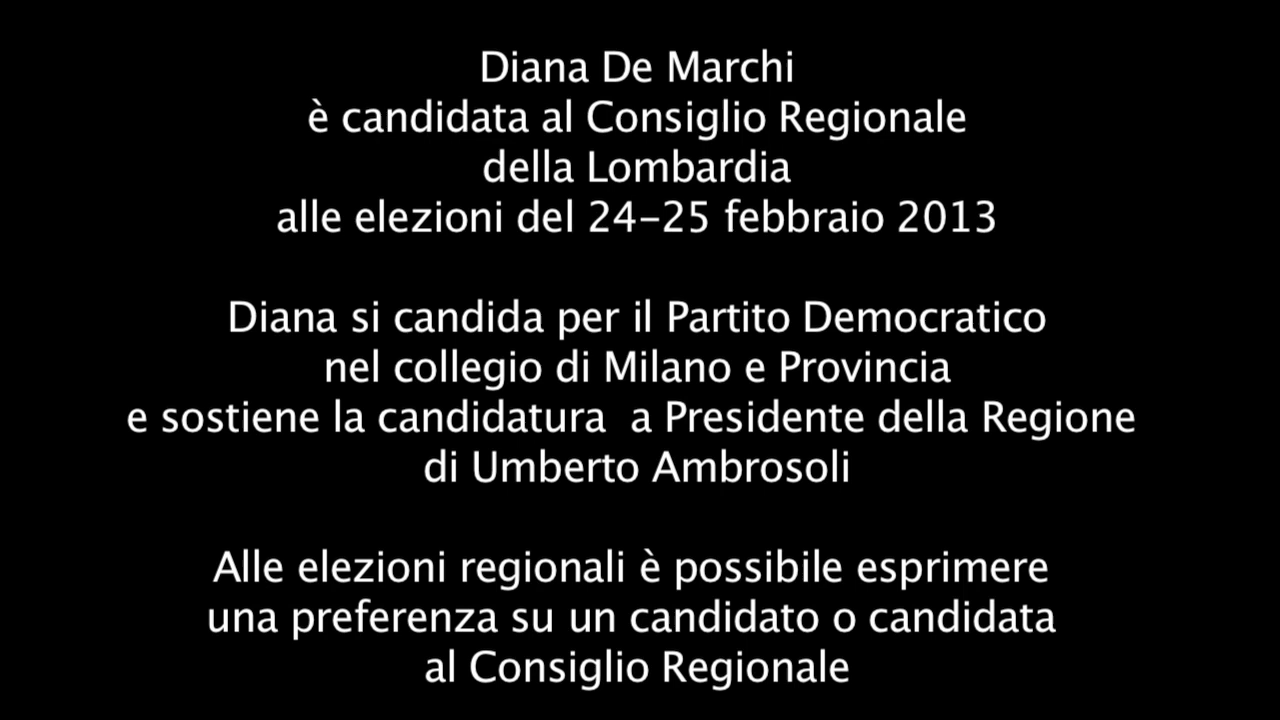 Diana De Marchi
è candidata al Consiglio Regionale
della Lombardia
alle elezioni del 24-25 febbraio 2013
Diana si candida per il Partito Democratico
nel collegio di Milano e Provincia
e sostiene la candidatura  a Presidente della Regione
di Umberto Ambrosoli
Alle elezioni regionali è possibile esprimere
una preferenza su un candidato o candidata
al Consiglio Regionale